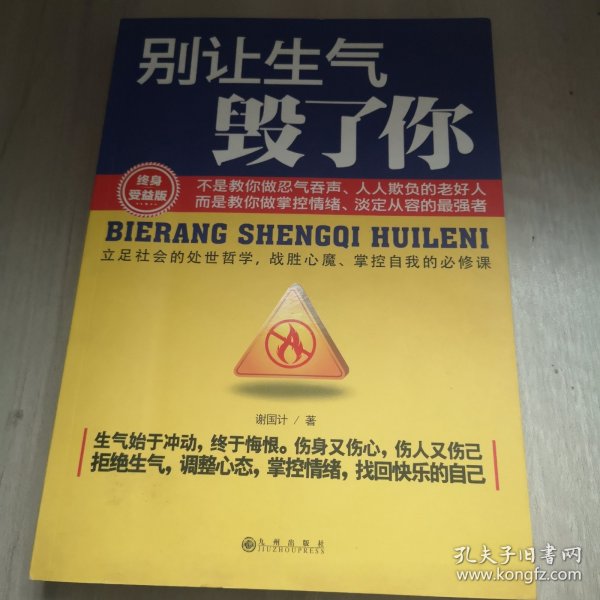 别让生气
毁了你
终身
受益版
不是教你做忍气吞声、人人欺负的老好人
而是教你做掌控情绪、淡定从容的最强者
BIERANG SHENGQI HUILENI
立足社会的处世哲学，战胜心魔、掌控自我的必修课
谢国计 / 著
生气始于冲动，终于悔恨。伤身又伤心，伤人又伤己
拒绝生气，调整心态，掌控情绪，找回快乐的自己
九州出版社
JIUZHOUPRESS
孔夫子旧书网
www.kongfz.com